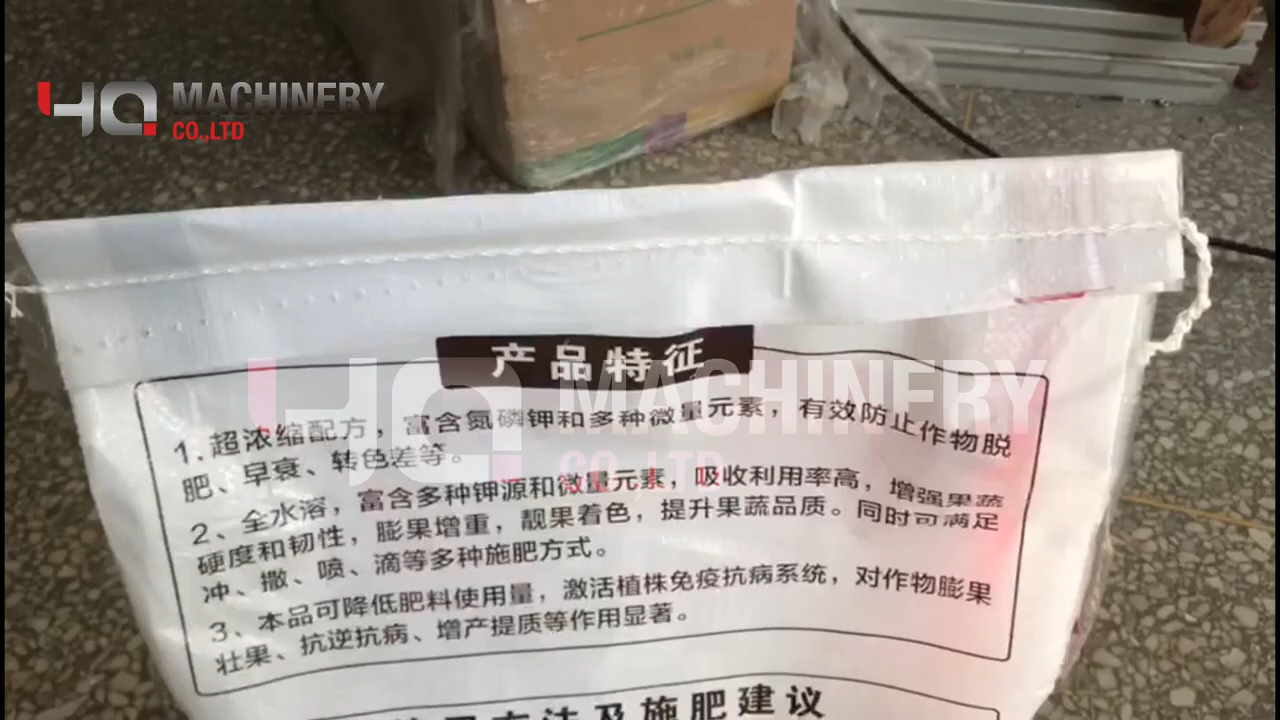 HQ MACHINERY
CO.,LTD
产品特征
HQ MACHINERY
CO.,LTD
1.超浓缩配方，富含氮磷钾和多种微量元素，有效防止作物脱
肥、早衰、转色差等。
2、全水溶，富含多种钾源和微量元素，吸收利用率高，增强果蔬
硬度和韧性，膨果增重，靓果着色，提升果蔬品质。同时可满足
冲、撒、喷、滴等多种施肥方式。
3、本品可降低肥料使用量，激活植株免疫抗病系统，对作物膨果
壮果、抗逆抗病、增产提质等作用显著。
方法及施肥建议